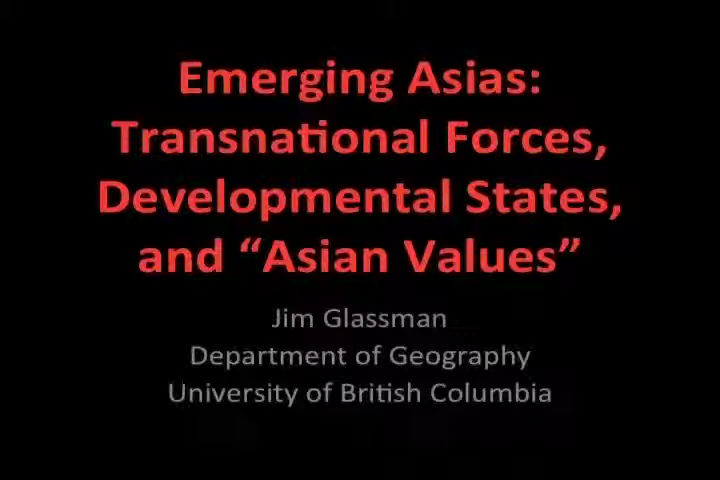 Emerging Asias:
Transnational Forces,
Developmental States,
and “Asian Values”
Jim Glassman
Department of Geography
University of British Columbia